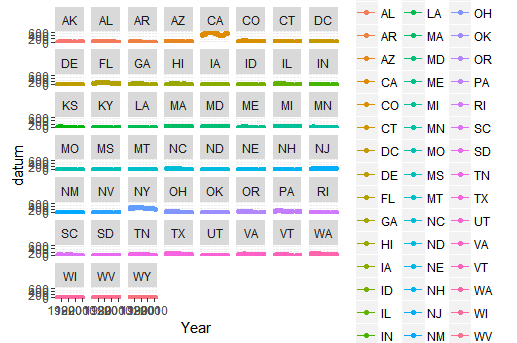 AK AL AR AZ CA CO CT DC
DE FL GA HI IA ID IL IN
KS KY LA MA MD ME MI MN
MO MS MT NC ND NE NH NJ
NM NV NY OH OK OR PA RI
SC SD TN TX UT VA VT WA
WI WV WY
datum
Year
AL LA OH
AR MA OK
AZ MD OR
CA ME PA
CO MI RI
CT MN SC
DC MO SD
DE MS TN
FL MT TX
GA NC UT
HI ND VA
IA NE VT
ID NH WA
IL NJ WI
IN NM WV